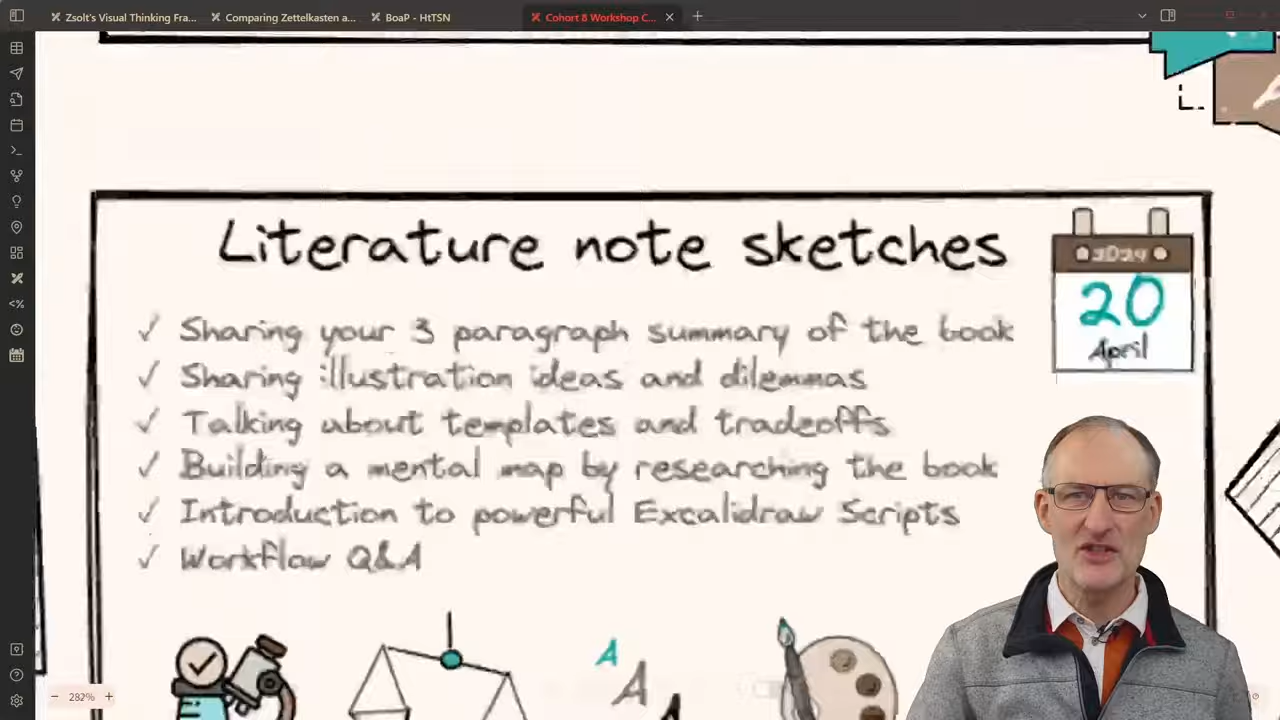 Zsolt's Visual Thinking Fra...
Comparing Zettelkasten a...
BoaP - HtTSN
Cohort 8 Workshop C...
Literature note sketches
2024
20
April
✓ Sharing your 3 paragraph summary of the book
✓ Sharing illustration ideas and dilemmas
✓ Talking about templates and tradeoffs
✓ Building a mental map by researching the book
✓ Introduction to powerful Excalidraw Scripts
✓ Workflow Q&A
A
A
A
282%